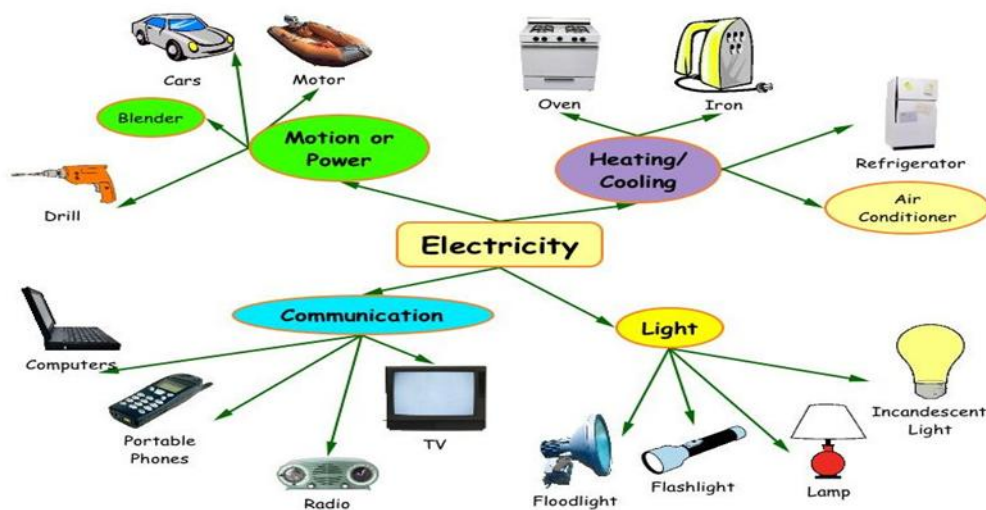 Cars
Motor
Blender
Motion or
Power
Drill
Oven
Iron
Heating/
Cooling
Refrigerator
Air
Conditioner
Electricity
Communication
Light
Computers
Portable
Phones
Radio
TV
Floodlight
Flashlight
Lamp
Incandescent
Light